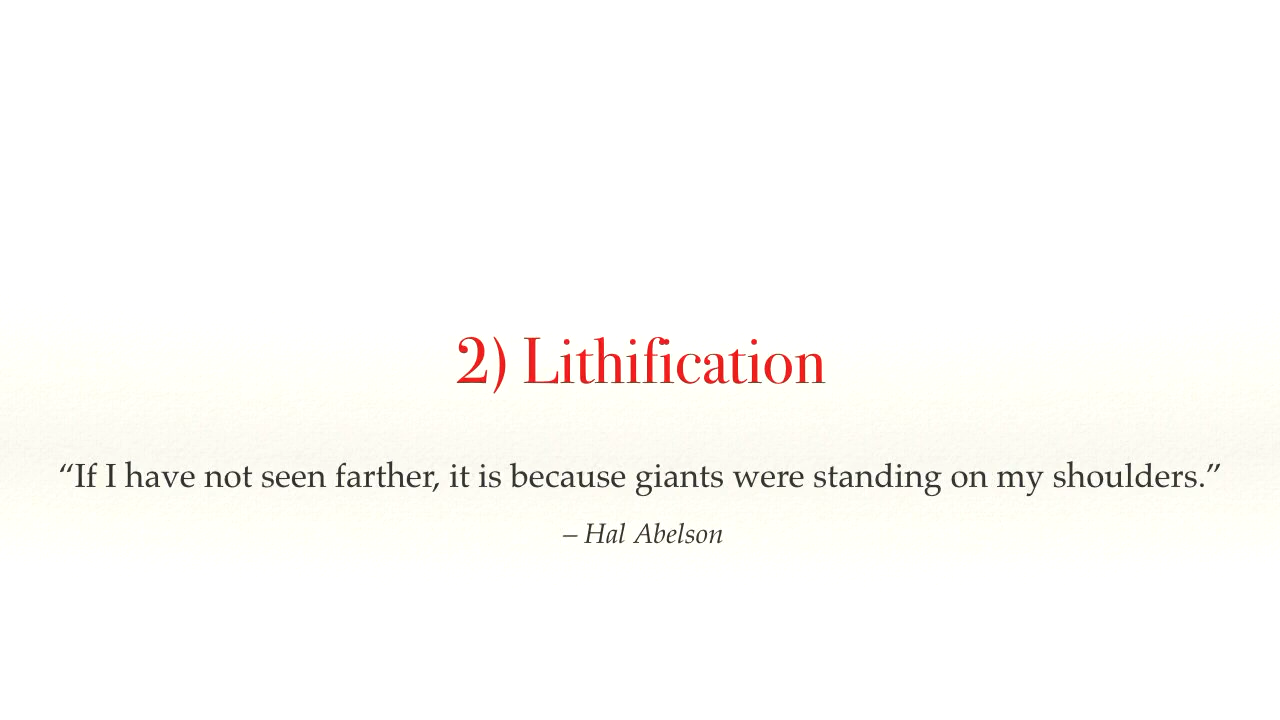 2) Lithification
“If I have not seen farther, it is because giants were standing on my shoulders.”
– Hal Abelson